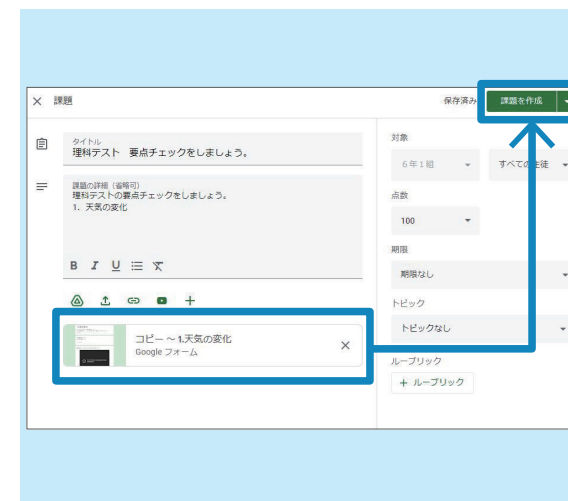 × 課題
保存済み
課題を作成
タイトル
理科テスト 要点チェックをしましょう。
課題の詳細（省略可）
理科テストの要点チェックをしましょう。
1. 天気の変化
B I U
コピー ～ 1.天気の変化
Google フォーム
対象
6年1組
すべての生徒
点数
100
期限
期限なし
トピック
トピックなし
ルーブリック
+ ルーブリック